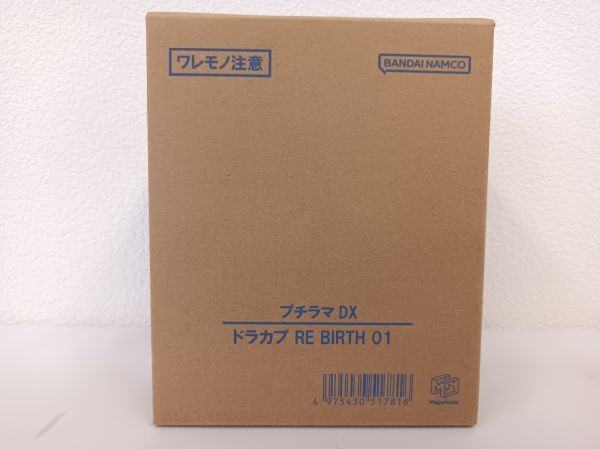 ワレモノ注意
BANDAI NAMCO
プチラマ DX
ドラカプ RE BIRTH 01
4 975430 517816
MegaHouse